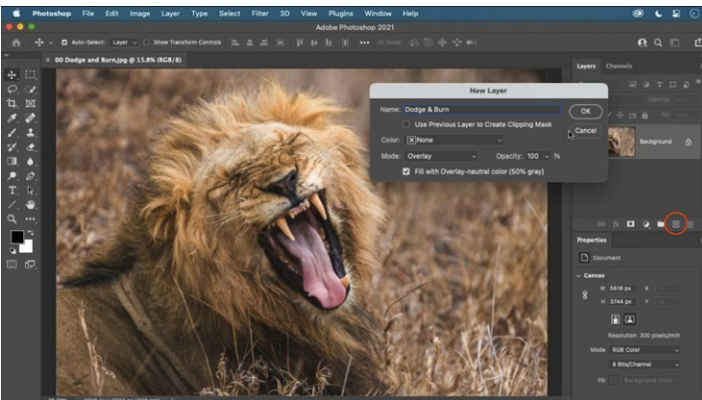 Photoshop File Edit Image Layer Type Select Filter 3D View Plugins Window Help
Adobe Photoshop 2021
Auto-Select: Layer Show Transform Controls
3D Mode:
× 00 Dodge and Burn.jpg @ 15.8% (RGB/8)
Layers Channels
New Layer
Name: Dodge & Burn
OK
Opacity:
Use Previous Layer to Create Clipping Mask
Cancel
Color: × None
Background
Mode: Overlay Opacity: 100 %
Fill with Overlay-neutral color (50% gray)
fx
Properties
Document
Canvas
W 5616 px X
H 3744 px Y
Resolution: 300 pixels/inch
Mode RGB Color
8 Bits/Channel
Fill Background Color